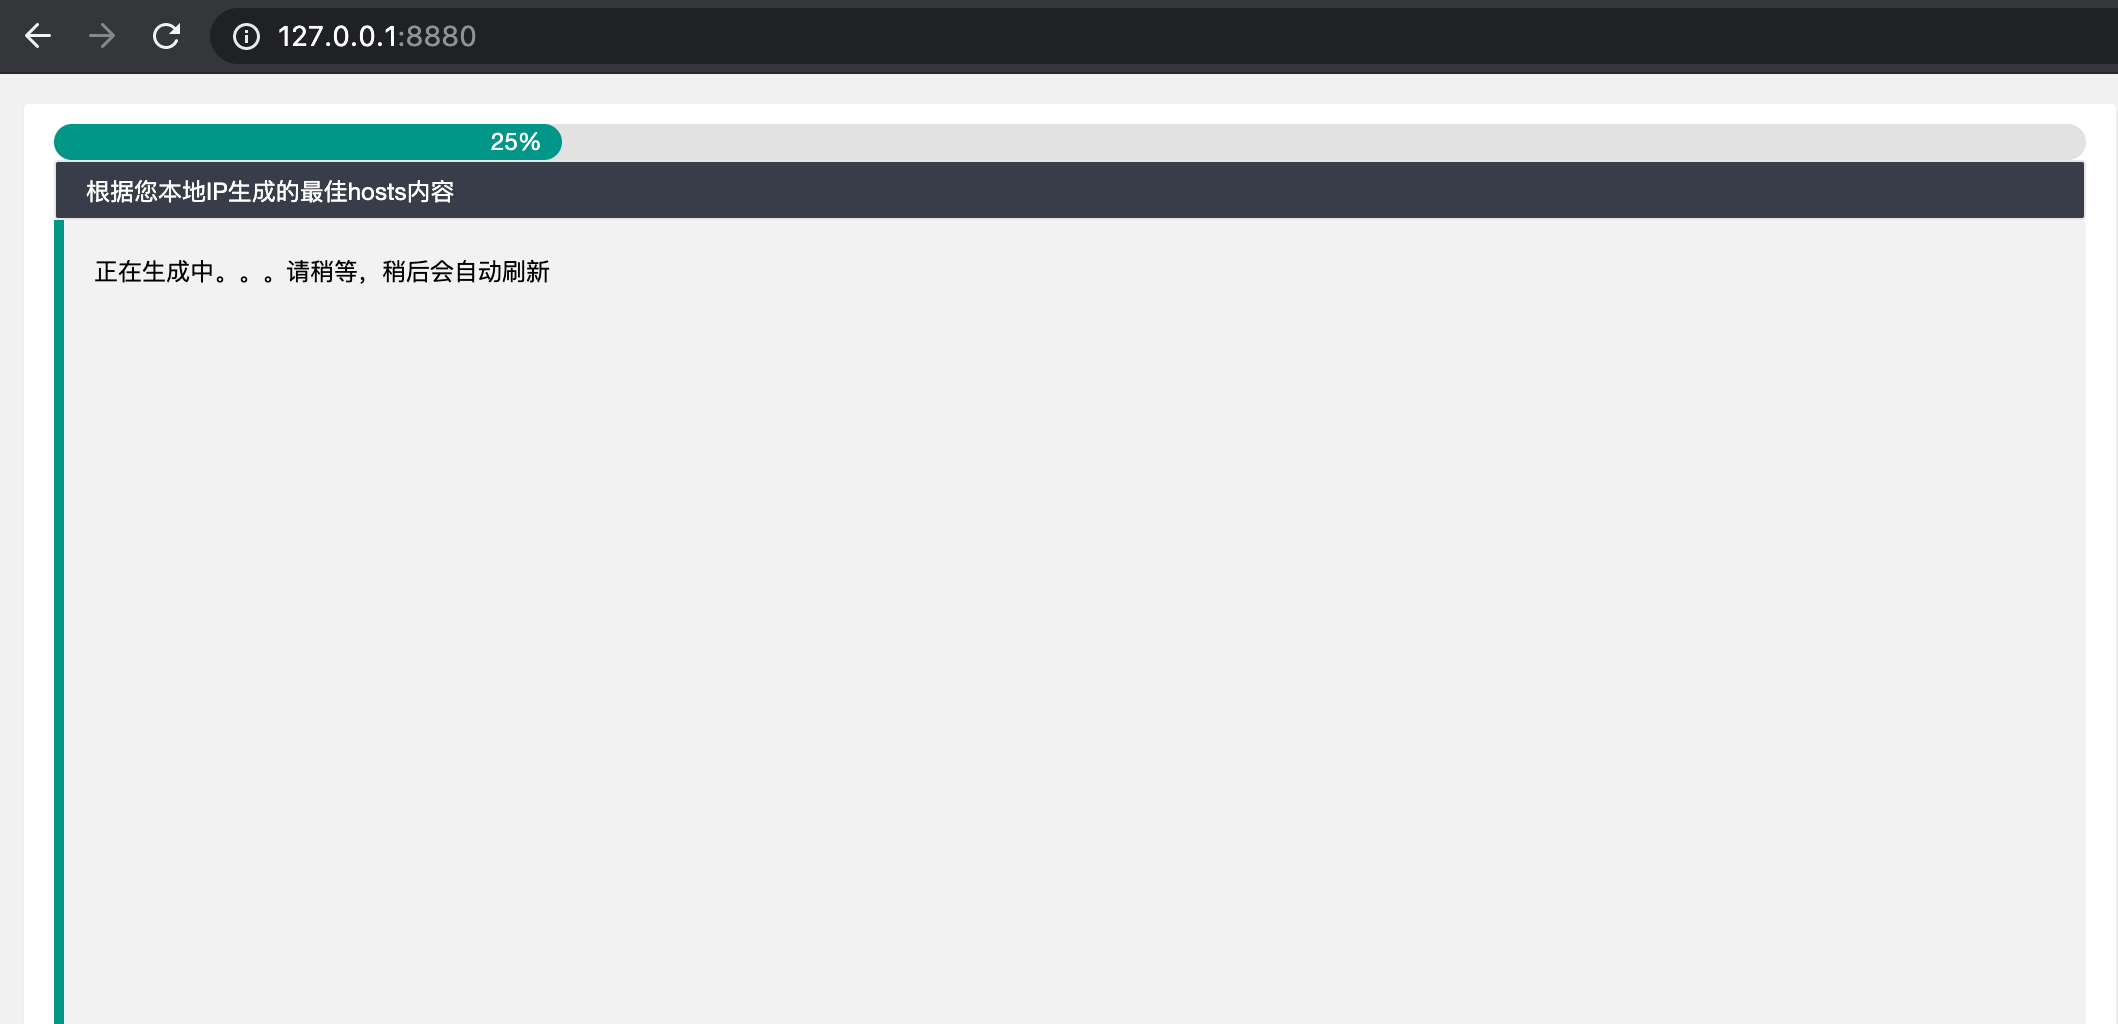 127.0.0.1:8880
25%
根据您本地IP生成的最佳hosts内容
正在生成中。。。请稍等，稍后会自动刷新